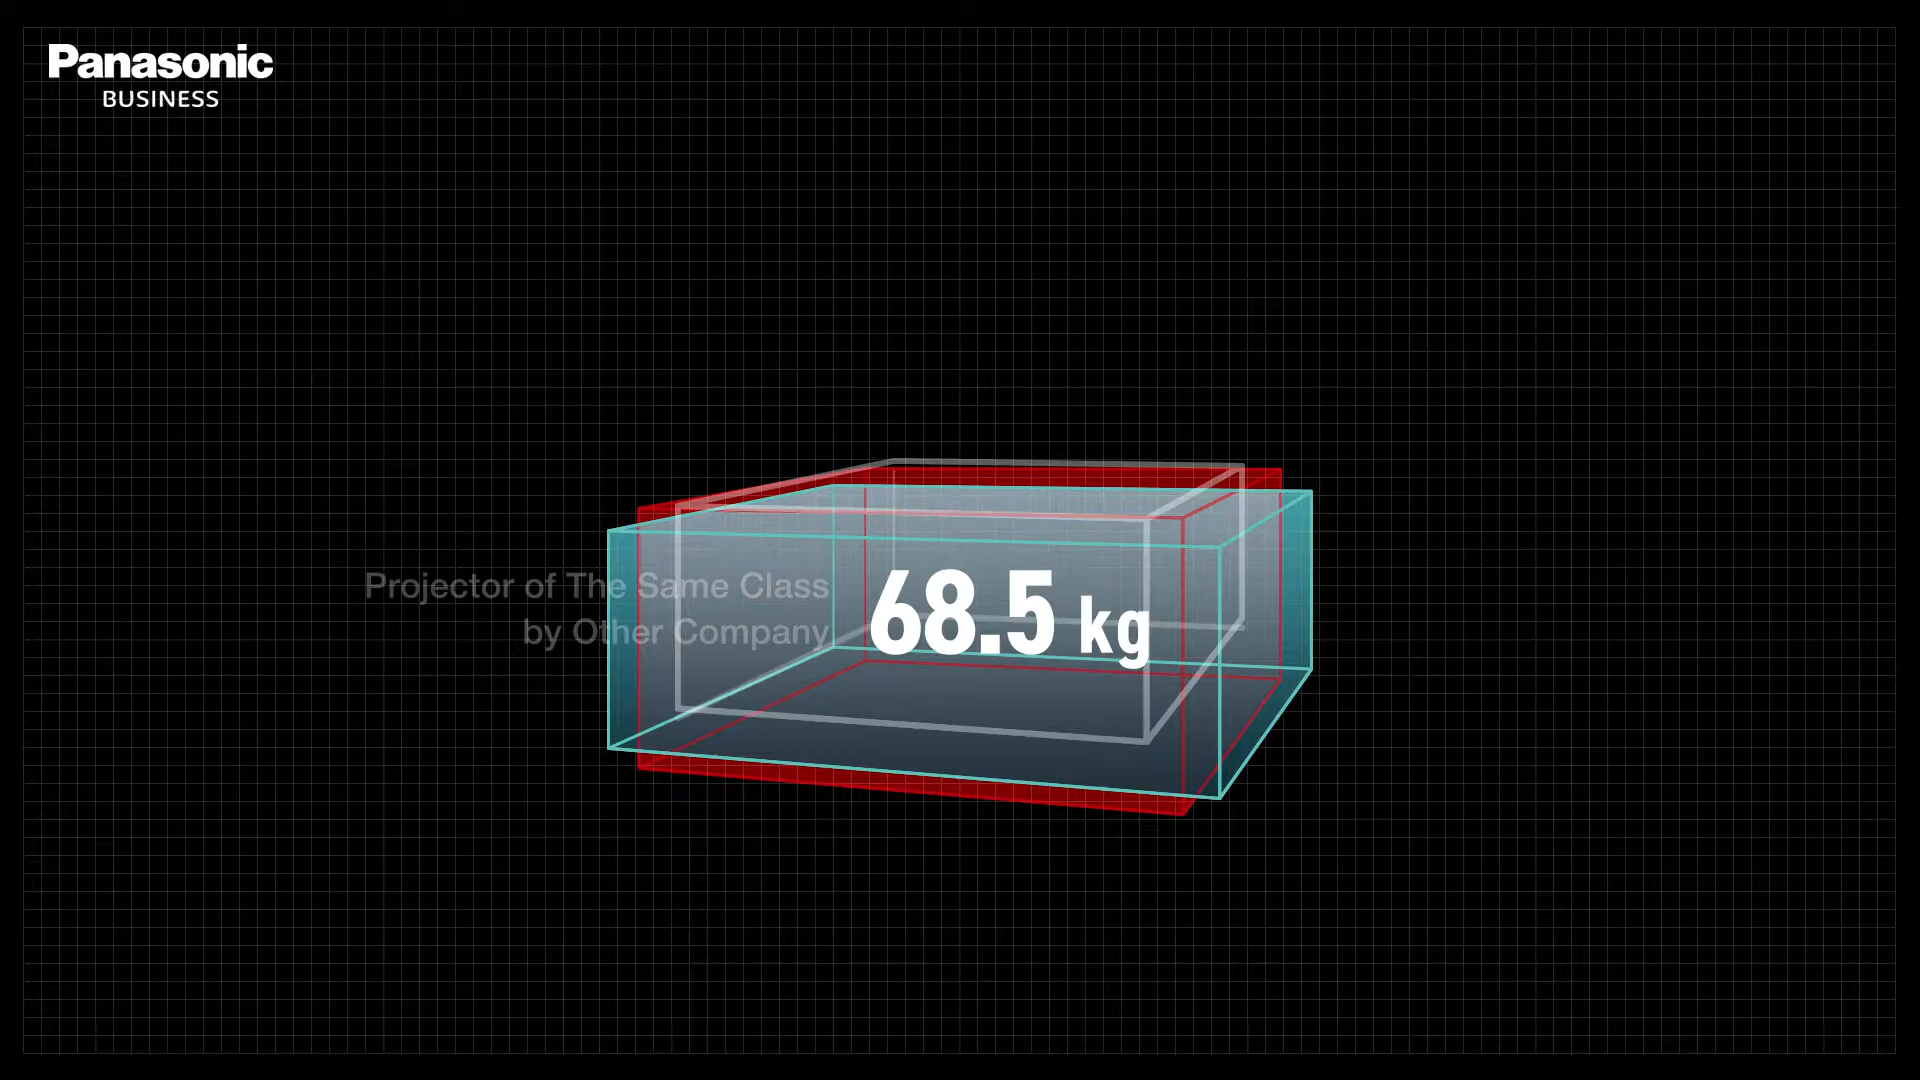 Panasonic
BUSINESS
Projector of The Same Class
by Other Company
68.5 kg